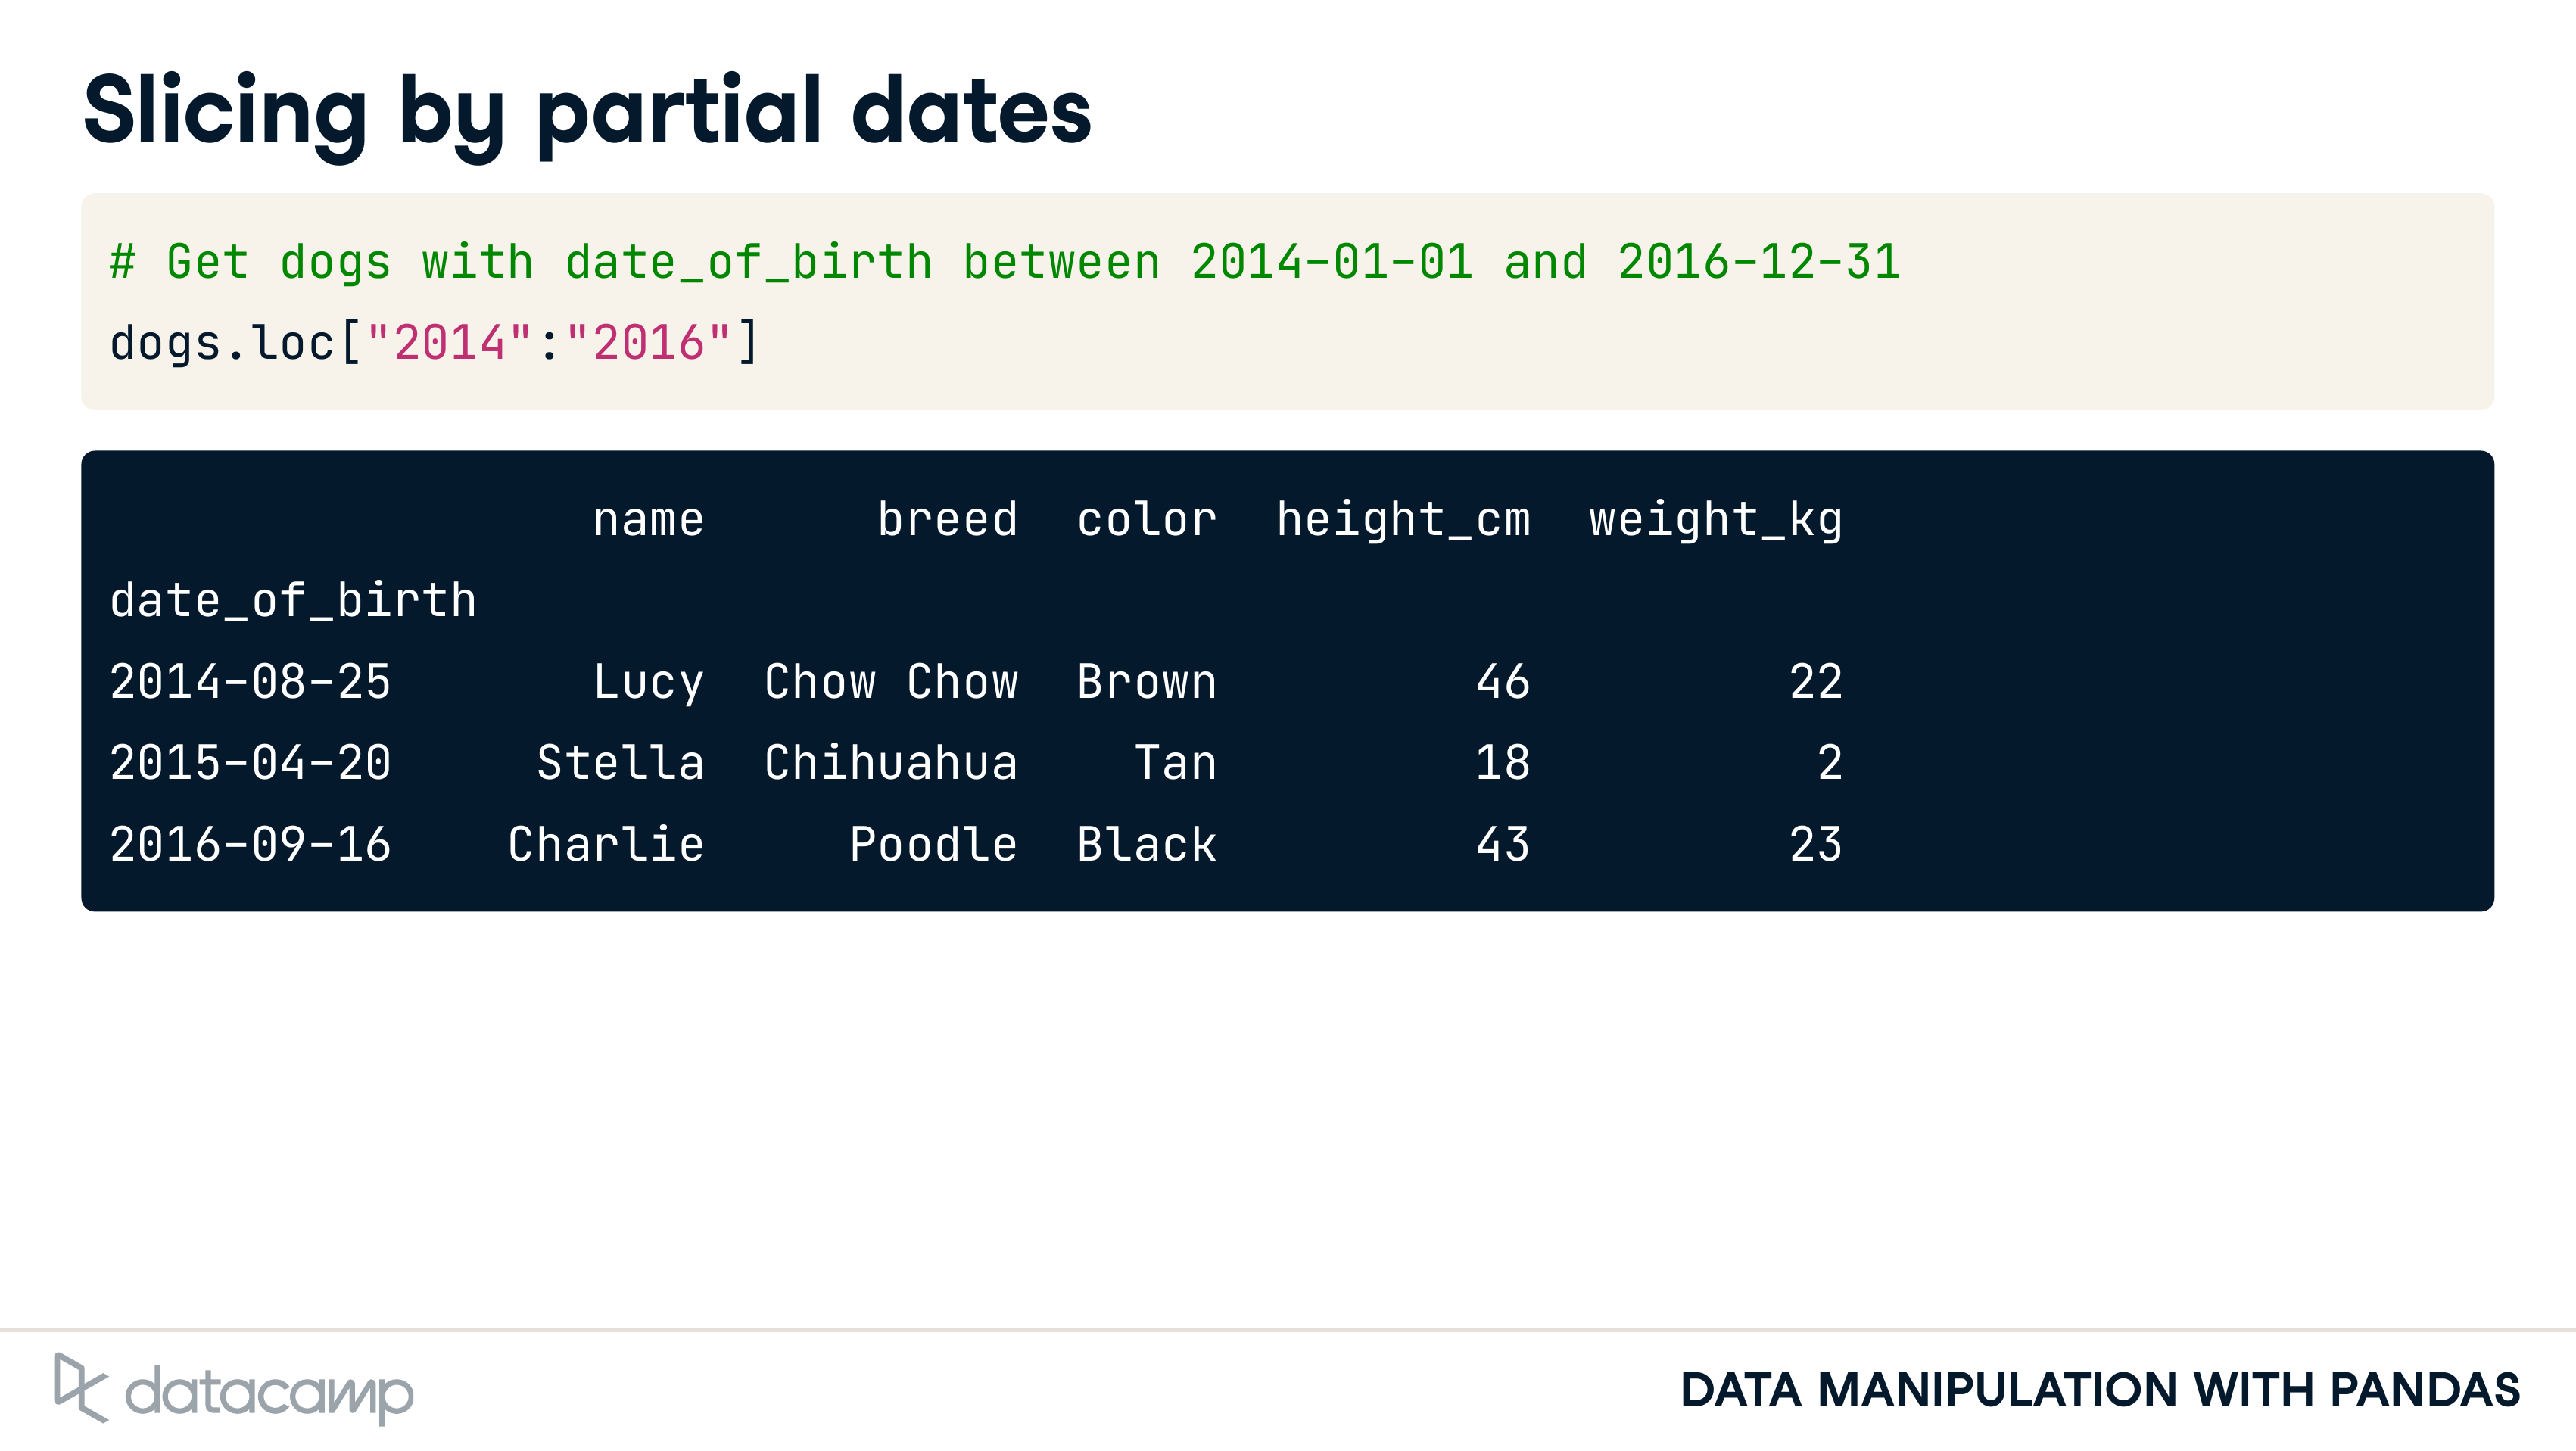 Slicing by partial dates
# Get dogs with date_of_birth between 2014-01-01 and 2016-12-31
dogs.loc["2014":"2016"]
name breed color height_cm weight_kg
date_of_birth
2014-08-25 Lucy Chow Chow Brown 46 22
2015-04-20 Stella Chihuahua Tan 18 2
2016-09-16 Charlie Poodle Black 43 23
datacamp
DATA MANIPULATION WITH PANDAS